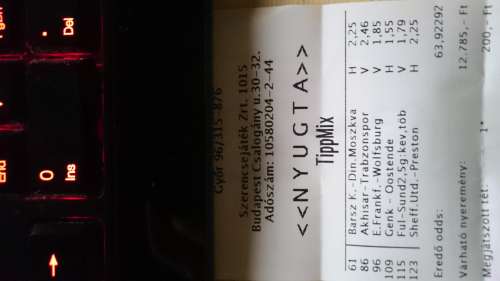 Győr 96/315-876
Szerencsejáték Zrt. 1015
Budapest Csalogány u.30-32.
Adószám: 10580204-2-44
<<NYUGTA>>
TippMix
61 Barsz K.-Din.Moszkva H 2,25
86 Akhisar-Trabzonspor V 2,46
96 E.Frankf.-Wolfsburg V 1,85
109 Genk - Oostende H 1,55
115 Ful-Sund2.Sg:kev,töb V 1,79
123 Sheff.Utd.-Preston H 2,25
Eredő odds: 63,92292
Várható nyeremény: 12.785,- Ft
Megjátszott tét: 1* 200,- Ft
.
Del
0
Ins